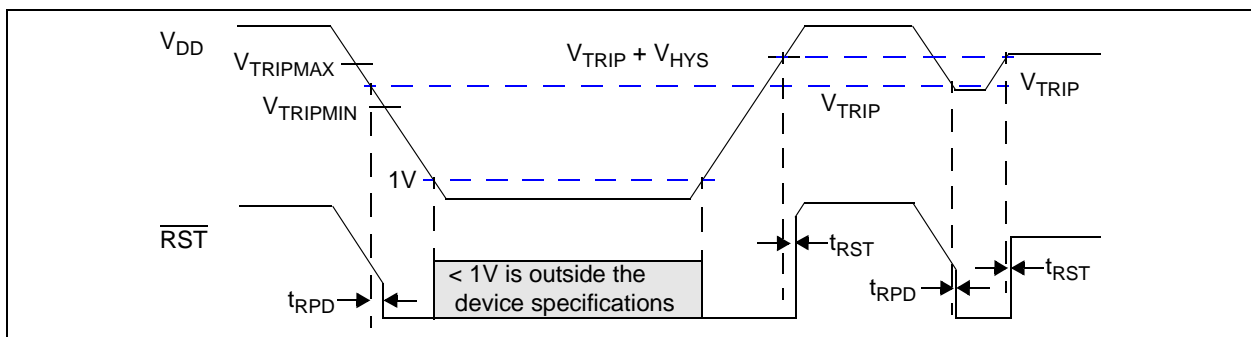 VDD
VTRIPMAX
VTRIP + VHYS
VTRIPMIN
VTRIP
VTRIP
1V
RST
tRST
tRST
< 1V is outside the
device specifications
tRPD
tRPD